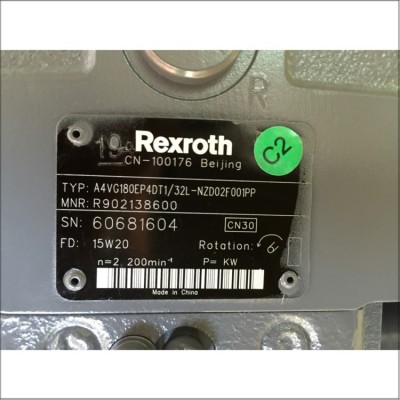 R
19
Rexroth
C2
CN-100176 Beijing
TYP: A4VG180EP4DT1/32L-NZD02F001PP
MNR: R902138600
SN: 60681604
CN30
FD: 15W20
Rotation:
n=2. 200min⁻¹ P= KW
Made in China